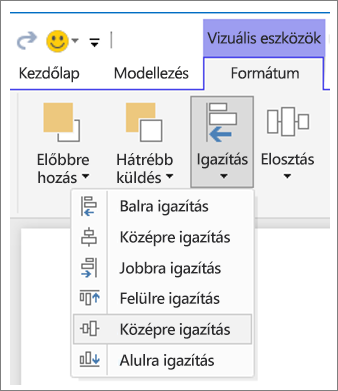 Vizuális eszközök
Kezdőlap Modellezés Formátum
Előbbre hozás
Hátrébb küldés
Igazítás
Elosztás
Balra igazítás
Középre igazítás
Jobbra igazítás
Felülre igazítás
Középre igazítás
Alulra igazítás